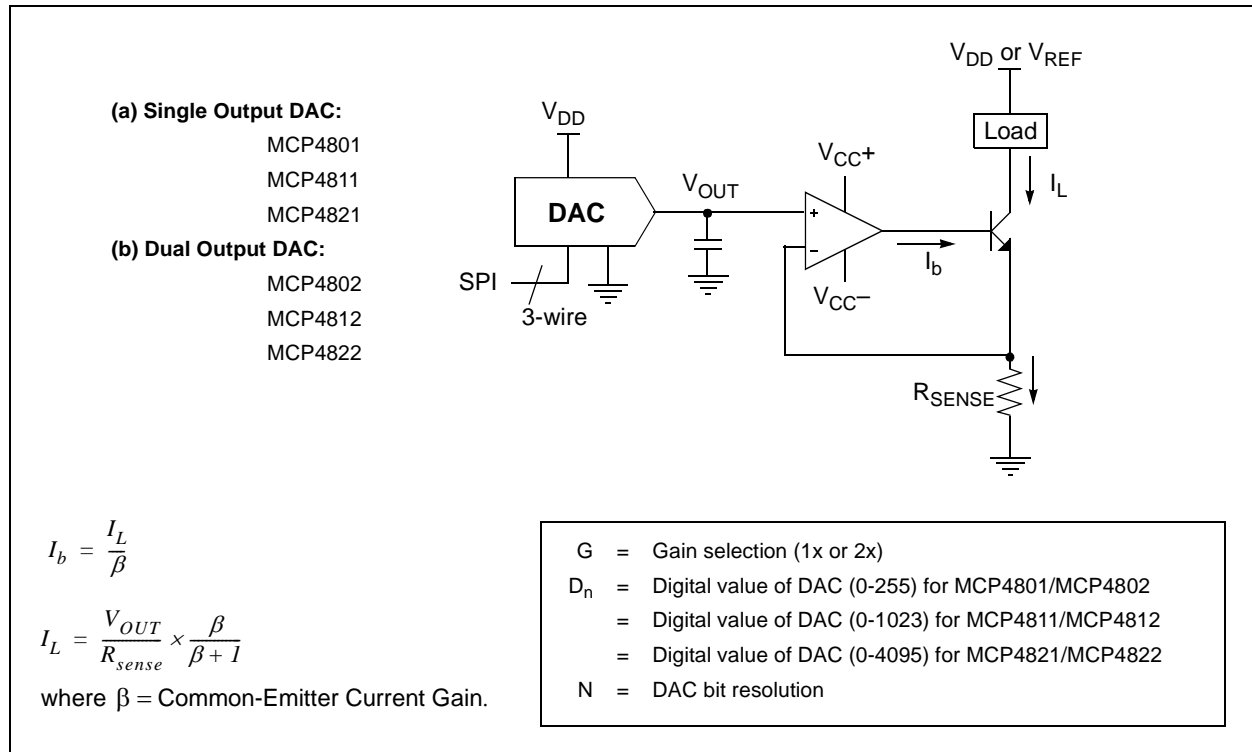 (a) Single Output DAC:
MCP4801
MCP4811
MCP4821
(b) Dual Output DAC:
MCP4802
MCP4812
MCP4822
V_DD
DAC
SPI
3-wire
V_OUT
V_CC+
+
–
V_CC–
I_b
V_DD or V_REF
Load
I_L
R_SENSE
I_b = I_L / β
I_L = V_OUT / R_sense × β / β + 1
where β = Common-Emitter Current Gain.
G = Gain selection (1x or 2x)
D_n = Digital value of DAC (0-255) for MCP4801/MCP4802
= Digital value of DAC (0-1023) for MCP4811/MCP4812
= Digital value of DAC (0-4095) for MCP4821/MCP4822
N = DAC bit resolution